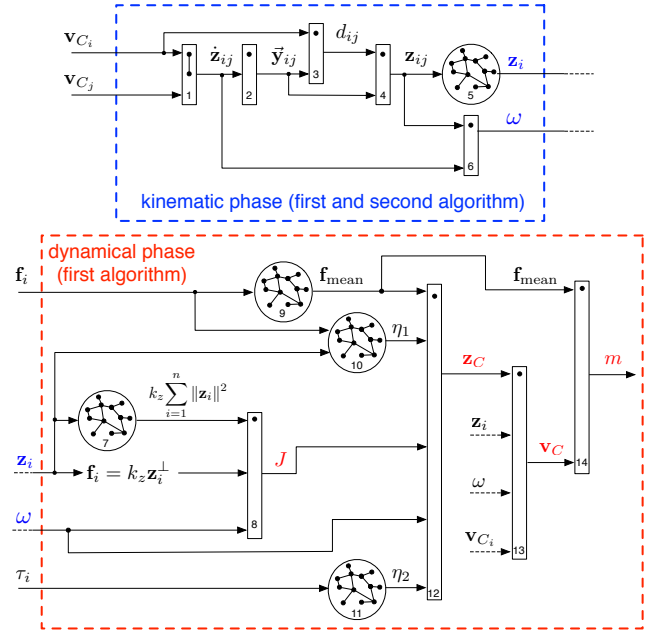 𝐯_{C_i}
𝐯_{C_j}
ż_{ij}
y⃗_{ij}
d_{ij}
𝐳_{ij}
𝐳_i
ω
1
2
3
4
5
6
kinematic phase (first and second algorithm)
dynamical phase
(first algorithm)
𝐟_i
9
𝐟_mean
𝐟_mean
10
η_1
𝐳_C
m
7
k_z ∑_{i=1}^{n} ‖𝐳_i‖²
𝐳_i
𝐳_i
𝐟_i = k_z 𝐳_i^⊥
J
𝐯_C
14
8
ω
ω
𝐯_{C_i}
13
τ_i
11
η_2
12